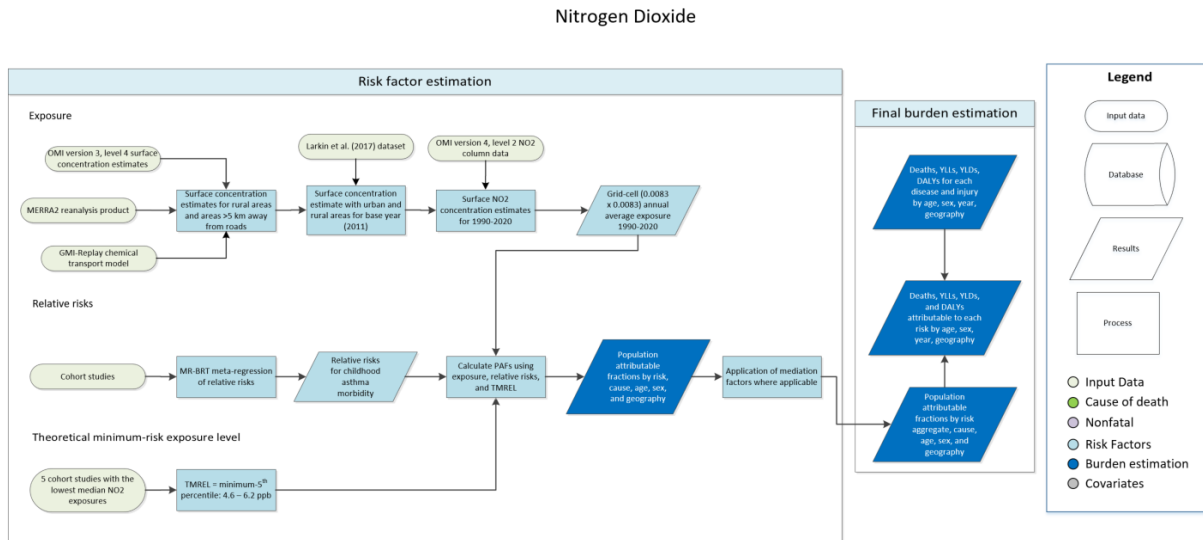 Nitrogen Dioxide
Risk factor estimation
Exposure
OMI version 3, level 4 surface
concentration estimates
MERRA2 reanalysis product
GMI-Replay chemical
transport model
Surface concentration
estimates for rural areas
and areas >5 km away
from roads
Larkin et al. (2017) dataset
Surface concentration
estimate with urban and
rural areas for base year
(2011)
OMI version 4, level 2 NO2
column data
Surface NO2
concentration estimates
for 1990-2020
Grid-cell (0.0083
x 0.0083) annual
average exposure
1990-2020
Relative risks
Cohort studies
MR-BRT meta-regression
of relative risks
Relative risks
for childhood
asthma
morbidity
Calculate PAFs using
exposure, relative risks,
and TMREL
Population
attributable
fractions by risk,
cause, age, sex,
and geography
Application of mediation
factors where applicable
Theoretical minimum-risk exposure level
5 cohort studies with the
lowest median NO2
exposures
TMREL = minimum-5th
percentile: 4.6 – 6.2 ppb
Final burden estimation
Deaths, YLLs, YLDs,
DALYs for each
disease and injury
by age, sex, year,
geography
Deaths, YLLs, YLDs,
and DALYs
attributable to each
risk by age, sex,
year, geography
Population
attributable
fractions by risk
aggregate, cause,
age, sex, and
geography
Legend
Input data
Database
Results
Process
Input Data
Cause of death
Nonfatal
Risk Factors
Burden estimation
Covariates